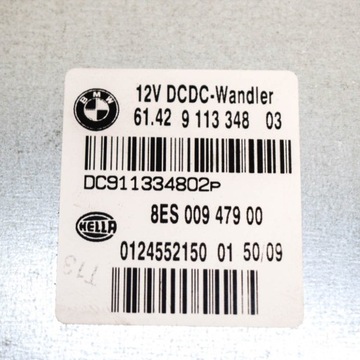 BMW
12V DCDC-Wandler
61.42 9 113 348 03
DC911334802P
HELLA
8ES 009 479 00
0124552150 01 50/09